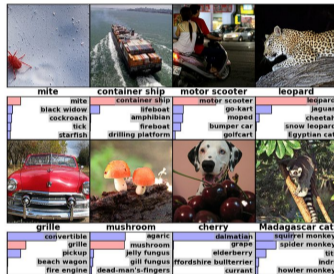 mite
container ship
motor scooter
leopard
mite
black widow
cockroach
tick
starfish
container ship
lifeboat
amphibian
fireboat
drilling platform
motor scooter
go-kart
moped
bumper car
golfcart
leopard
jaguar
cheetah
snow leopard
Egyptian cat
grille
mushroom
cherry
Madagascar cat
convertible
grille
pickup
beach wagon
fire engine
agaric
mushroom
jelly fungus
gill fungus
dead-man's-fingers
dalmatian
grape
elderberry
ffordshire bullterrier
currant
squirrel monkey
spider monkey
indri
howler monkey